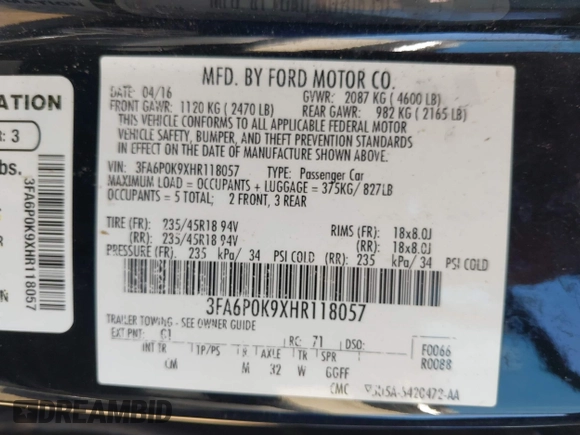 MFD. BY FORD MOTOR CO.
DATE: 04/16 GVWR: 2087 KG ( 4600 LB)
FRONT GAWR: 1120 KG ( 2470 LB) REAR GAWR: 982 KG ( 2165 LB)
THIS VEHICLE CONFORMS TO ALL APPLICABLE FEDERAL MOTOR
VEHICLE SAFETY, BUMPER, AND THEFT PREVENTION STANDARDS
IN EFFECT ON THE DATE OF MANUFACTURE SHOWN ABOVE.
VIN: 3FA6P0K9XHR118057 TYPE: Passenger Car
MAXIMUM LOAD = OCCUPANTS + LUGGAGE = 375KG/ 827LB
OCCUPANTS = 5 TOTAL; 2 FRONT, 3 REAR
TIRE (FR): 235/45R18 94V RIMS (FR): 18x8.0J
(RR): 235/45R18 94V (RR): 18x8.0J
PRESSURE (FR): 235 kPa/ 34 PSI COLD (RR): 235 kPa/ 34 PSI COLD
3FA6P0K9XHR118057
TRAILER TOWING - SEE OWNER GUIDE
EXT PNT: G1 RC: 71 DSO: F0066
INT TR TP/PS R AXLE TR SPR R0088
CM M 32 W GGFF
CMC
ATION
R: 3
lbs.
3FA6P0K9XHR118057
DREAMBID